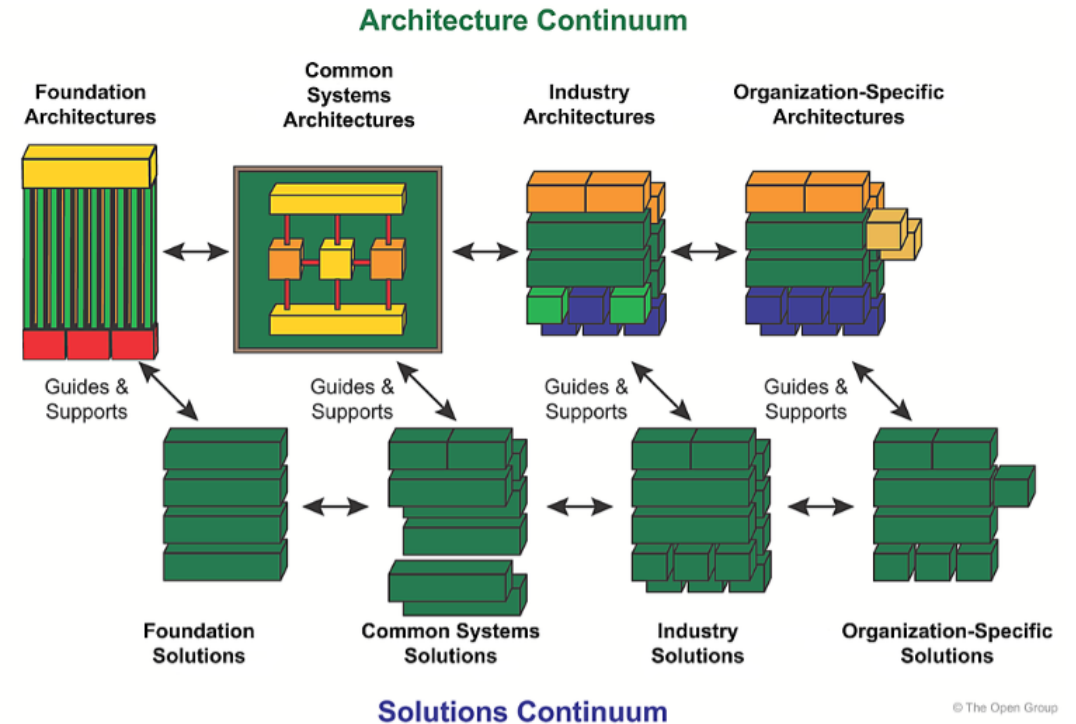 Architecture Continuum
Foundation
Architectures
Common
Systems
Architectures
Industry
Architectures
Organization-Specific
Architectures
Guides &
Supports
Guides &
Supports
Guides &
Supports
Guides &
Supports
Foundation
Solutions
Common Systems
Solutions
Industry
Solutions
Organization-Specific
Solutions
Solutions Continuum
© The Open Group